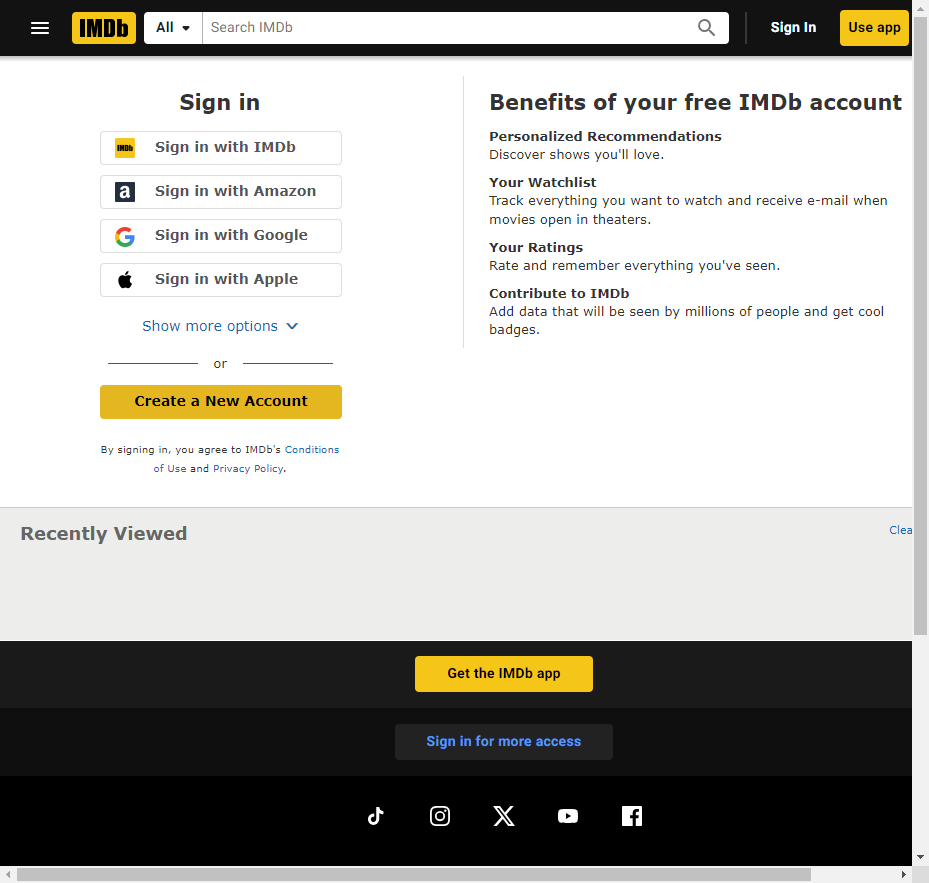 IMDb
All
Search IMDb
Sign In
Use app
Sign in
IMDb
Sign in with IMDb
a
Sign in with Amazon
G
Sign in with Google
Sign in with Apple
Show more options
or
Create a New Account
By signing in, you agree to IMDb's Conditions
of Use and Privacy Policy.
Benefits of your free IMDb account
Personalized Recommendations
Discover shows you'll love.
Your Watchlist
Track everything you want to watch and receive e-mail when
movies open in theaters.
Your Ratings
Rate and remember everything you've seen.
Contribute to IMDb
Add data that will be seen by millions of people and get cool
badges.
Recently Viewed
Clea
Get the IMDb app
Sign in for more access